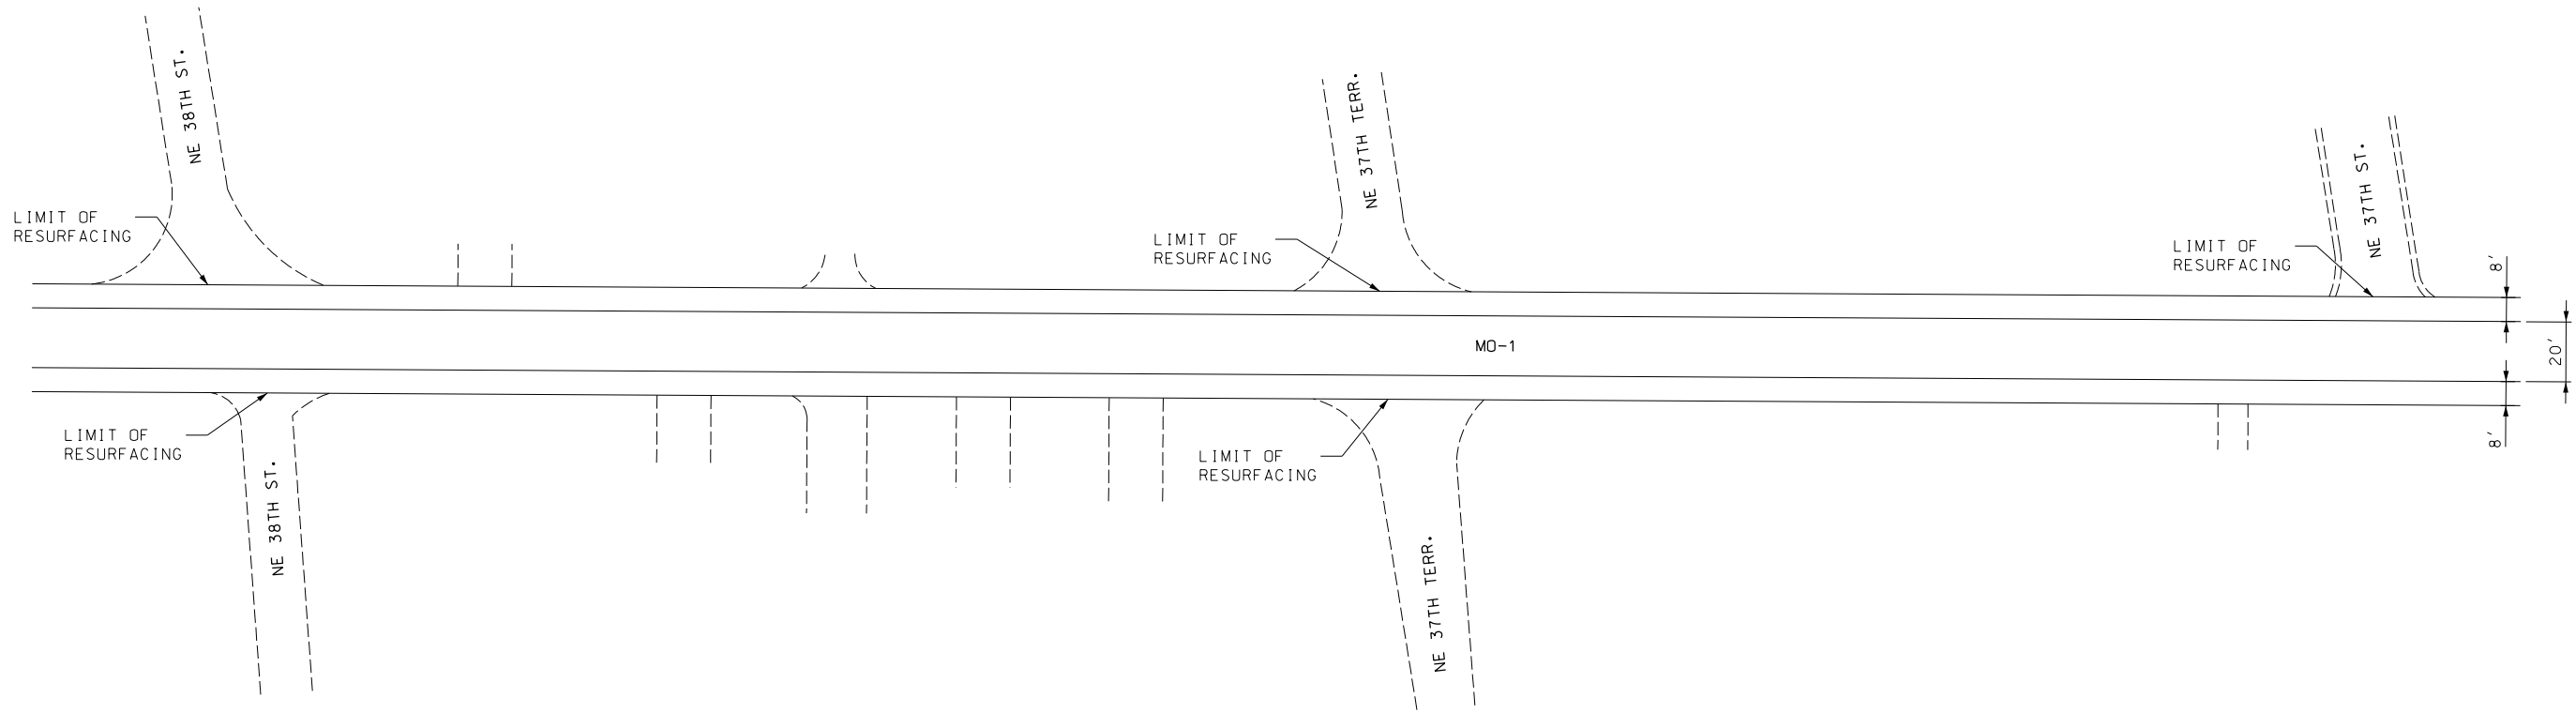 NE 38TH ST.
NE 37TH TERR.
NE 37TH ST.
LIMIT OF
RESURFACING
LIMIT OF
RESURFACING
LIMIT OF
RESURFACING
8'
MO-1
20'
LIMIT OF
RESURFACING
LIMIT OF
RESURFACING
8'
NE 38TH ST.
NE 37TH TERR.